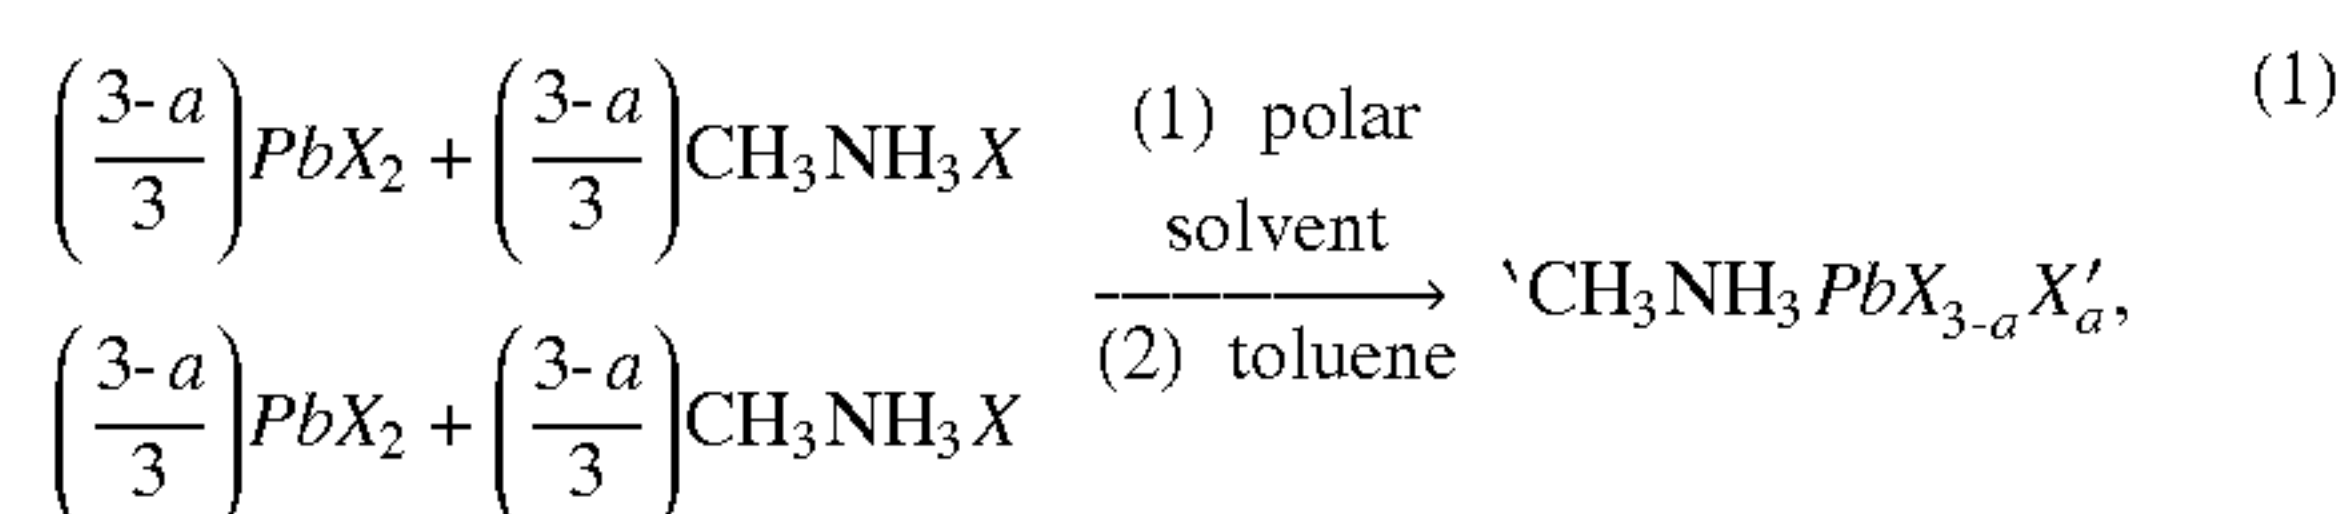 (3-a/3)PbX₂ + (3-a/3)CH₃NH₃X (1) polar (1)
solvent
‵CH₃NH₃PbX₃₋ₐX′ₐ,
(2) toluene
(3-a/3)PbX₂ + (3-a/3)CH₃NH₃X